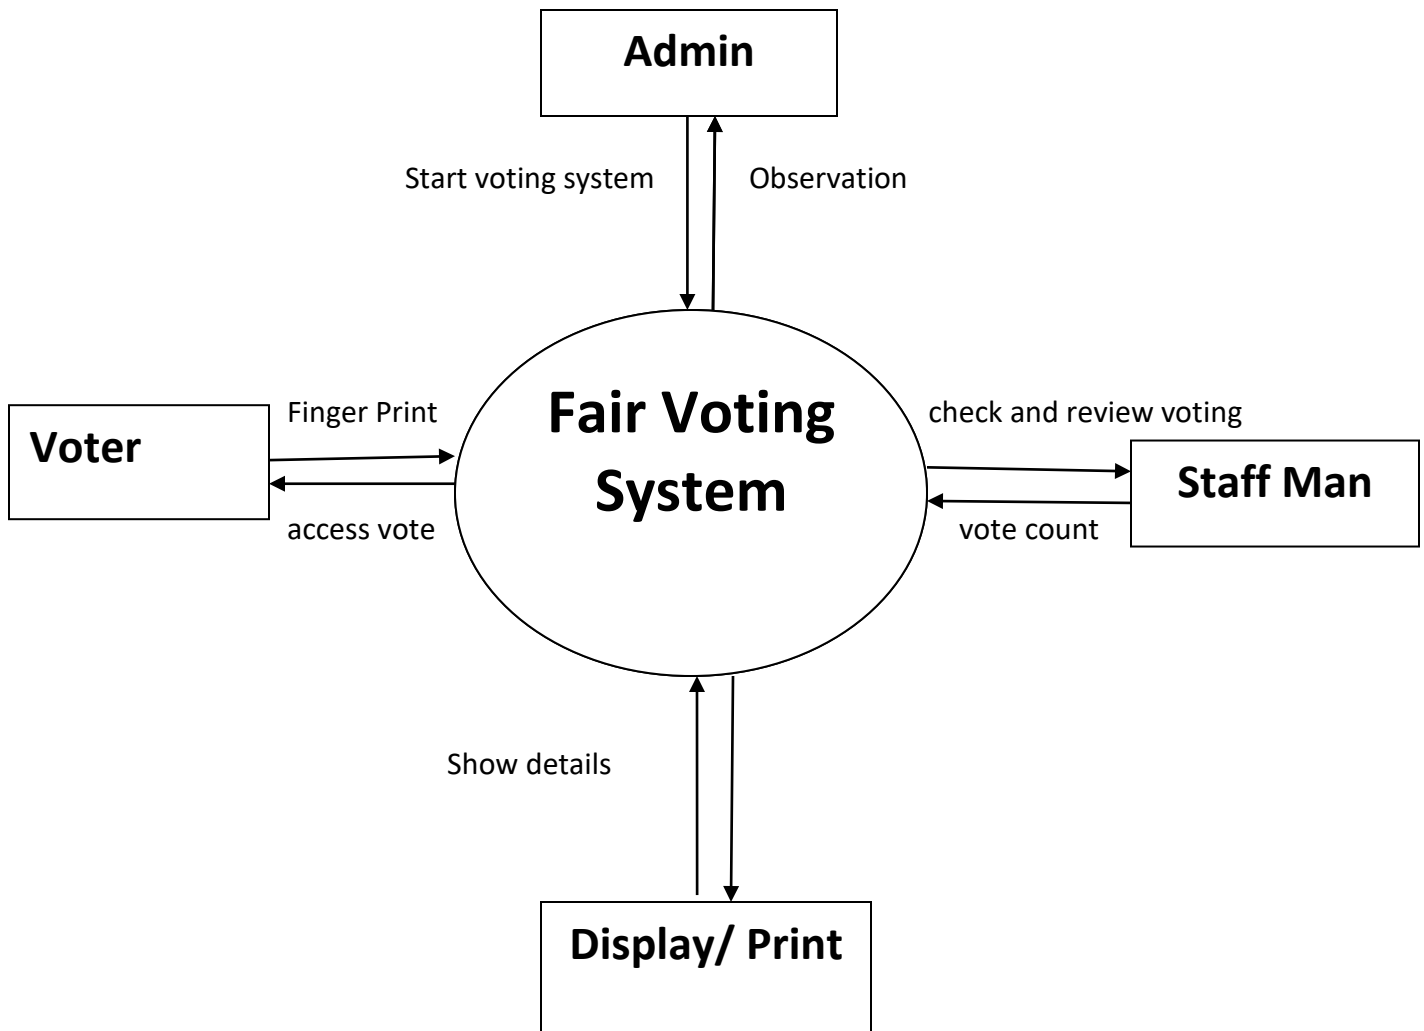 Admin
Start voting system
Observation
Fair Voting
System
Finger Print
Voter
access vote
check and review voting
Staff Man
vote count
Show details
Display/ Print